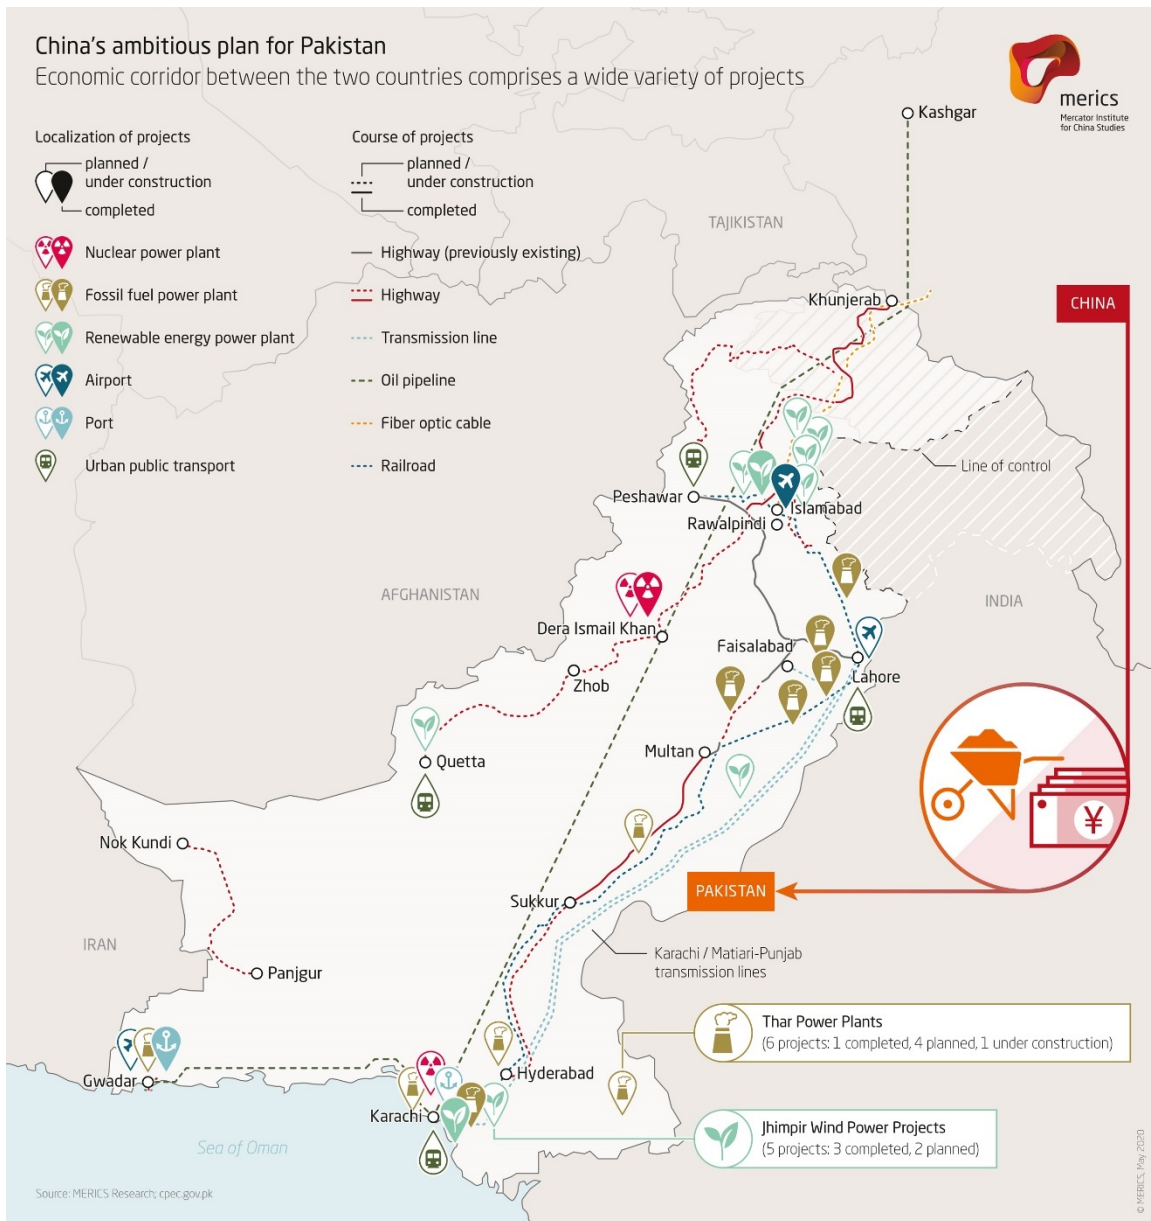 China's ambitious plan for Pakistan
Economic corridor between the two countries comprises a wide variety of projects
merics
Mercator Institute
for China Studies
Localization of projects
planned /
under construction
completed
Nuclear power plant
Fossil fuel power plant
Renewable energy power plant
Airport
Port
Urban public transport
Course of projects
planned /
under construction
completed
Highway (previously existing)
Highway
Transmission line
Oil pipeline
Fiber optic cable
Railroad
Kashgar
TAJIKISTAN
Khunjerab
CHINA
Line of control
Peshawar
Islamabad
Rawalpindi
AFGHANISTAN
INDIA
Dera Ismail Khan
Faisalabad
Zhob
Lahore
Multan
Quetta
¥
Nok Kundi
PAKISTAN
Sukkur
IRAN
Karachi / Matiari-Punjab
transmission lines
Panjgur
Thar Power Plants
(6 projects: 1 completed, 4 planned, 1 under construction)
Gwadar
Hyderabad
Karachi
Jhimpir Wind Power Projects
(5 projects: 3 completed, 2 planned)
Sea of Oman
Source: MERICS Research; cpec.gov.pk
© MERICS, May 2020